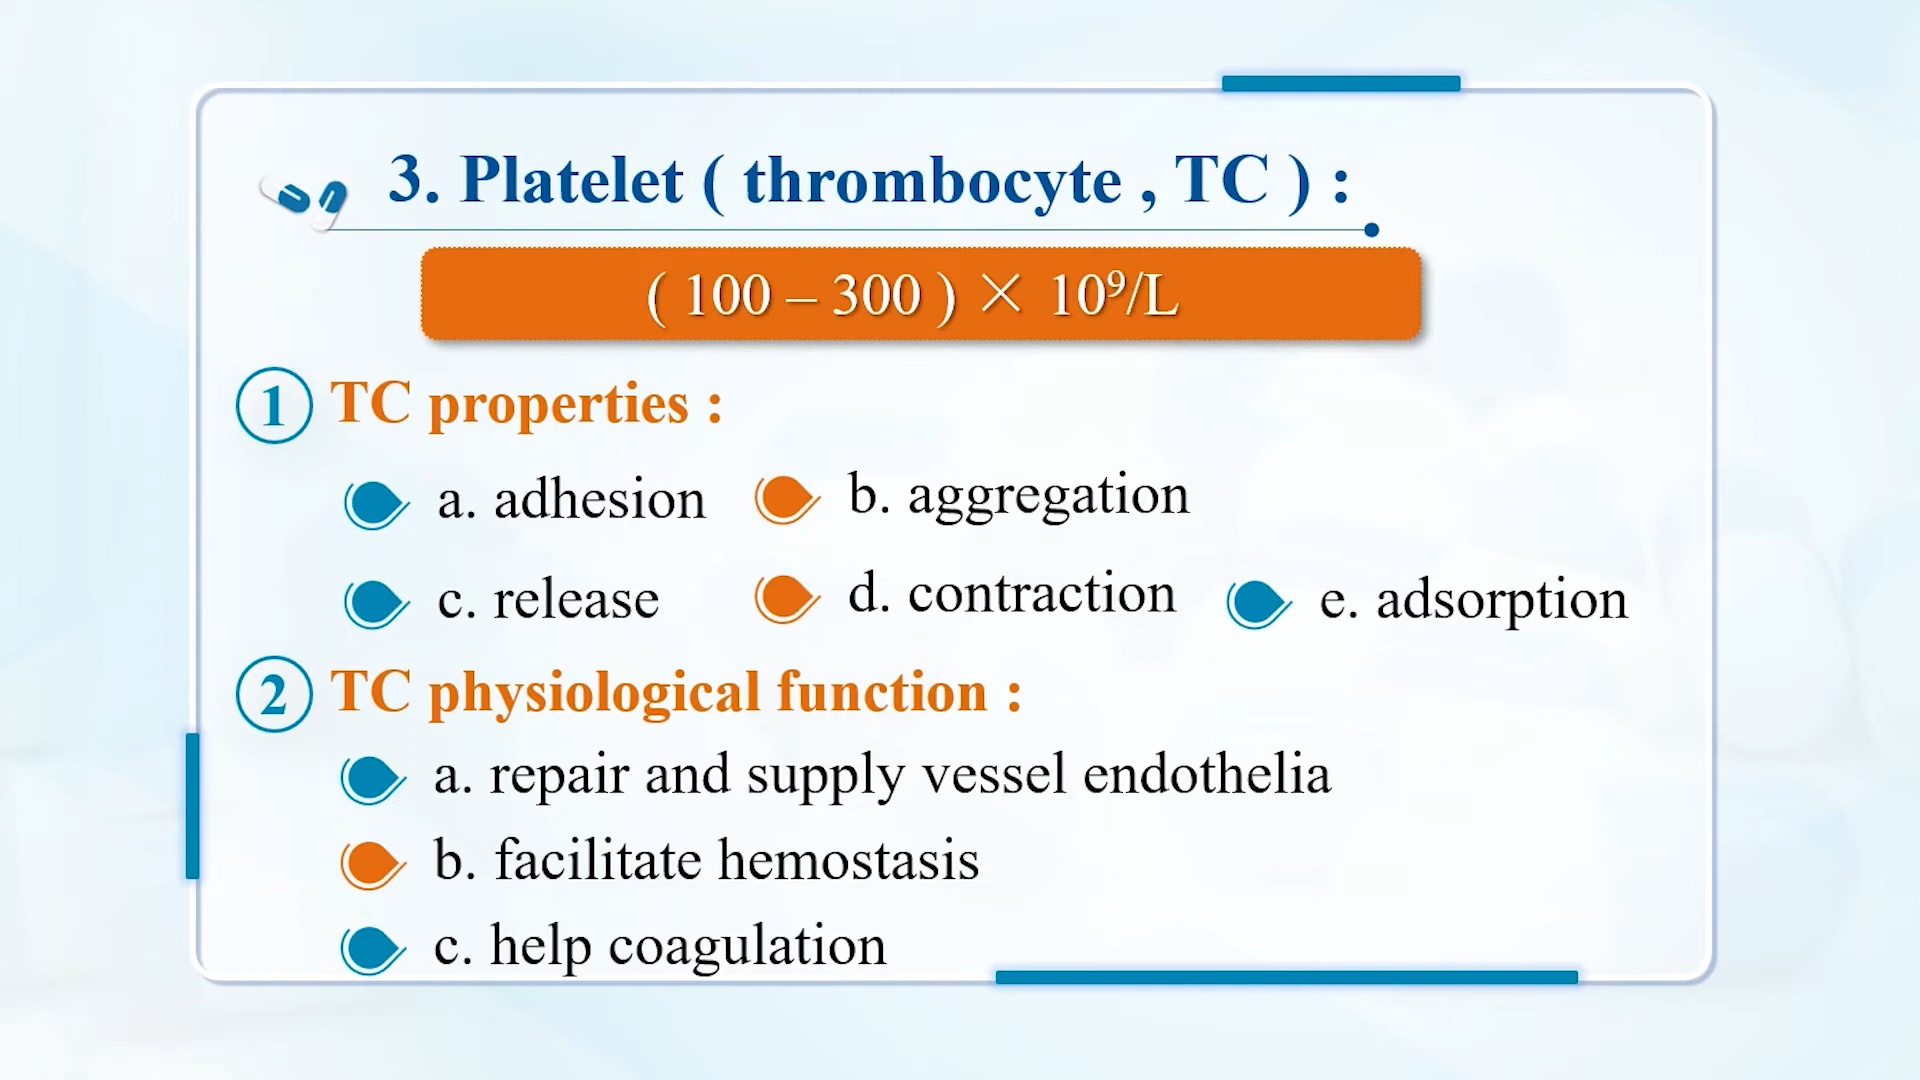 3. Platelet ( thrombocyte , TC ) :
( 100 – 300 ) × 10⁹/L
1 TC properties :
a. adhesion b. aggregation
c. release d. contraction e. adsorption
2 TC physiological function :
a. repair and supply vessel endothelia
b. facilitate hemostasis
c. help coagulation